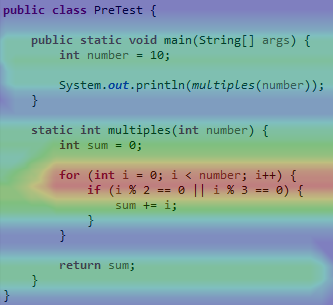 public class PreTest {
public static void main(String[] args) {
int number = 10;
System.out.println(multiples(number));
}
static int multiples(int number) {
int sum = 0;
for (int i = 0; i < number; i++) {
if (i % 2 == 0 || i % 3 == 0) {
sum += i;
}
}
return sum;
}
}